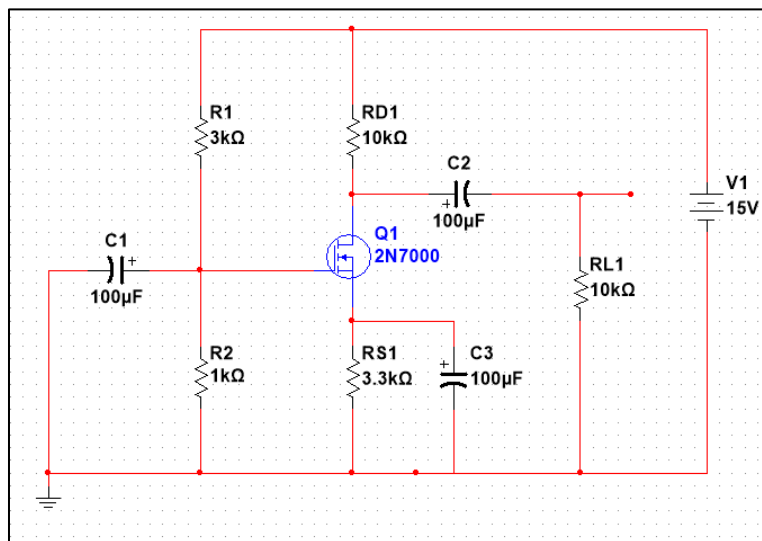 R1
3kΩ
RD1
10kΩ
C2
100µF
V1
15V
Q1
2N7000
C1
100µF
RL1
10kΩ
R2
1kΩ
RS1
3.3kΩ
C3
100µF